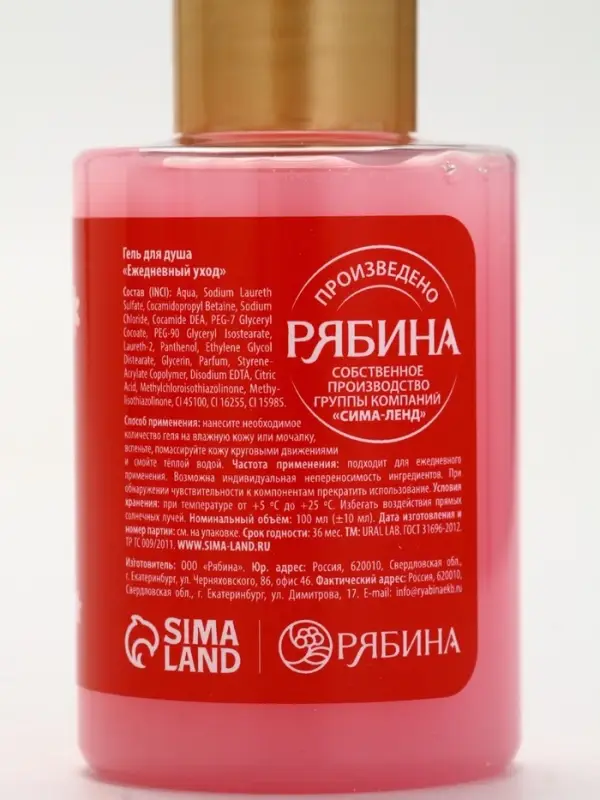 Гель для душа
«Ежедневный уход»
Состав (INCI): Aqua, Sodium Laureth
Sulfate, Cocamidopropyl Betaine, Sodium
Chloride, Cocamide DEA, PEG-7 Glyceryl
Cocoate, PEG-90 Glyceryl Isostearate,
Laureth-2, Panthenol, Ethylene Glycol
Distearate, Glycerin, Parfum, Styrene-
Acrylate Copolymer, Disodium EDTA, Citric
Acid, Methylchloroisothiazolinone, Methy-
lisothiazolinone, CI 45100, CI 16255, CI 15985.
ПРОИЗВЕДЕНО
РЯБИНА
СОБСТВЕННОЕ
ПРОИЗВОДСТВО
ГРУППЫ КОМПАНИЙ
«СИМА-ЛЕНД»
Способ применения: нанесите необходимое
количество геля на влажную кожу или мочалку,
вспеньте, помассируйте кожу круговыми движениями
и смойте тёплой водой. Частота применения: подходит для ежедневного
применения. Возможна индивидуальная непереносимость ингредиентов. При
обнаружении чувствительности к компонентам прекратить использование. Условия
хранения: при температуре от +5 °С до +25 °С. Избегать воздействия прямых
солнечных лучей. Номинальный объём: 100 мл (±10 мл). Дата изготовления и
номер партии: см. на упаковке. Срок годности: 36 мес. ТМ: URAL LAB. ГОСТ 31696-2012.
ТР ТС 009/2011. WWW.SIMA-LAND.RU
Изготовитель: ООО «Рябина». Юр. адрес: Россия, 620010, Свердловская обл.,
г. Екатеринбург, ул. Черняховского, 86, офис 46. Фактический адрес: Россия, 620010,
Свердловская обл., г. Екатеринбург, ул. Димитрова, 17. E-mail: info@ryabinaekb.ru
SIMA
LAND
РЯБИНА